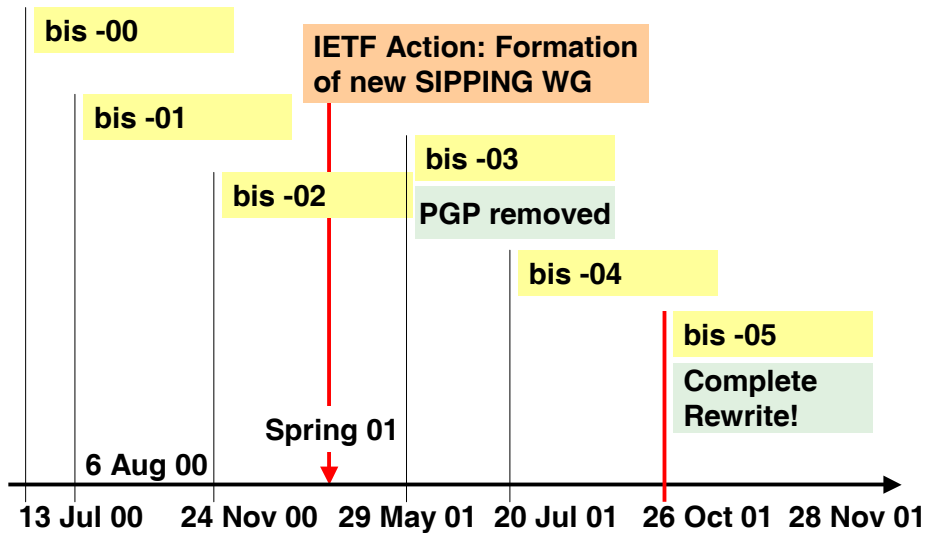 bis -00
IETF Action: Formation
of new SIPPING WG
bis -01
bis -03
bis -02
PGP removed
bis -04
bis -05
Complete
Rewrite!
Spring 01
6 Aug 00
13 Jul 00 24 Nov 00 29 May 01 20 Jul 01 26 Oct 01 28 Nov 01